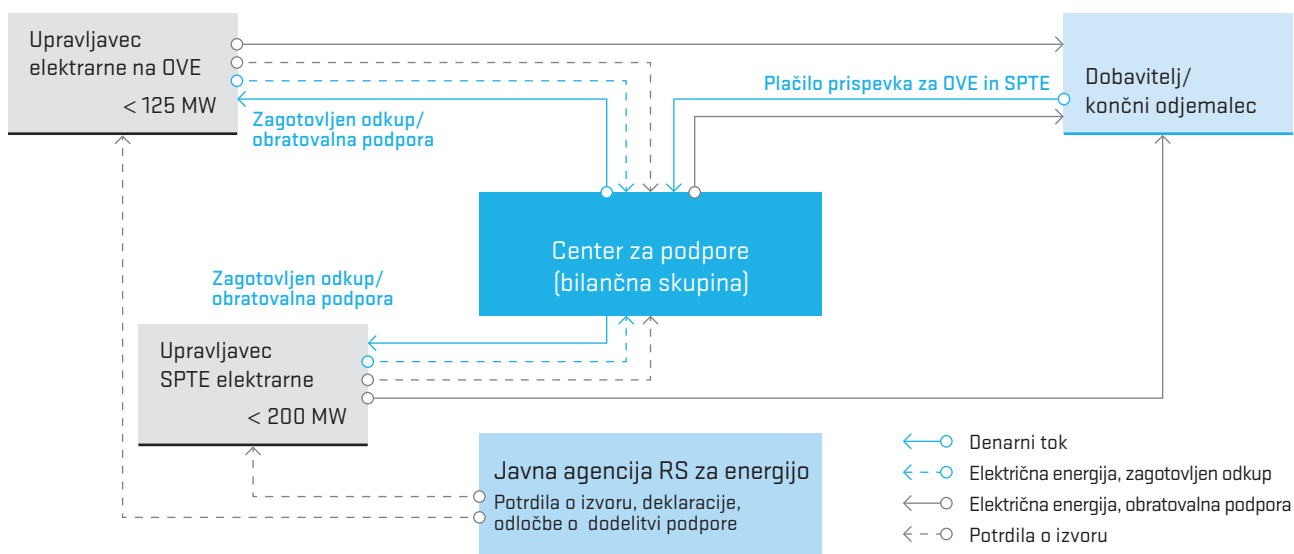 Upravljavec
elektrarne na OVE
< 125 MW
Zagotovljen odkup/
obratovalna podpora
Plačilo prispevka za OVE in SPTE
Dobavitelj/
končni odjemalec
Center za podpore
(bilančna skupina)
Zagotovljen odkup/
obratovalna podpora
Upravljavec
SPTE elektrarne
< 200 MW
Javna agencija RS za energijo
Potrdila o izvoru, deklaracije,
odločbe o dodelitvi podpore
Denarni tok
Električna energija, zagotovljen odkup
Električna energija, obratovalna podpora
Potrdila o izvoru